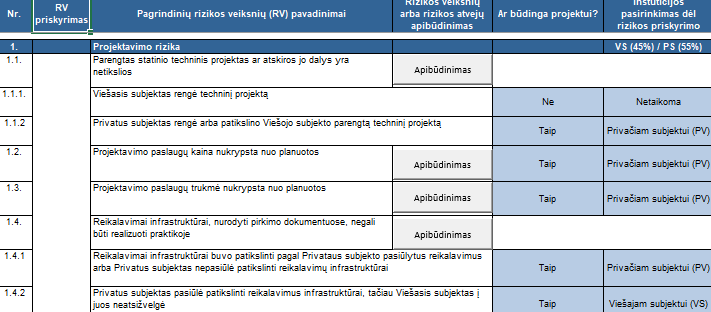 Nr.
RV
priskyrimas
Pagrindinių rizikos veiksnių (RV) pavadinimai
Rizikos veiksnių
arba rizikos atvejų
apibūdinimas
Ar būdinga projektui?
Institucijos
pasirinkimas dėl
rizikos priskyrimo
1.
Projektavimo rizika
VS (45%) / PS (55%)
1.1.
Parengtas statinio techninis projektas ar atskiros jo dalys yra
netikslios
Apibūdinimas
1.1.1.
Viešasis subjektas rengė techninį projektą
Ne
Netaikoma
1.1.2
Privatus subjektas rengė arba patikslino Viešojo subjekto parengtą techninį projektą
Taip
Privačiam subjektui (PV)
1.2.
Projektavimo paslaugų kaina nukrypsta nuo planuotos
Apibūdinimas
Taip
Privačiam subjektui (PV)
1.3.
Projektavimo paslaugų trukmė nukrypsta nuo planuotos
Apibūdinimas
Taip
Privačiam subjektui (PV)
1.4.
Reikalavimai infrastruktūrai, nurodyti pirkimo dokumentuose, negali
būti realizuoti praktikoje
Apibūdinimas
1.4.1
Reikalavimai infrastruktūrai buvo patikslinti pagal Privataus subjekto pasiūlytus reikalavimus
arba Privatus subjektas nepasiūlė patikslinti reikalavimų infrastruktūrai
Taip
Privačiam subjektui (PV)
1.4.2
Privatus subjektas pasiūlė patikslinti reikalavimus infrastruktūrai, tačiau Viešasis subjektas į
juos neatsižvelgė
Taip
Viešajam subjektui (VS)